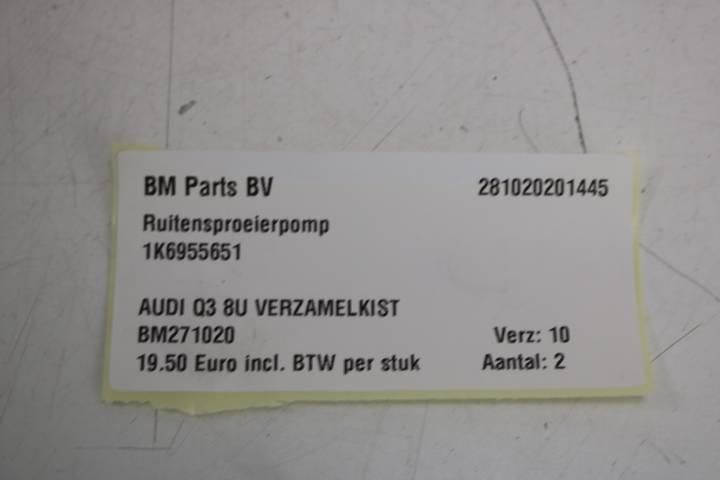 BM Parts BV 281020201445
Ruitensproeierpomp
1K6955651
AUDI Q3 8U VERZAMELKIST
BM271020 Verz: 10
19.50 Euro incl. BTW per stuk Aantal: 2